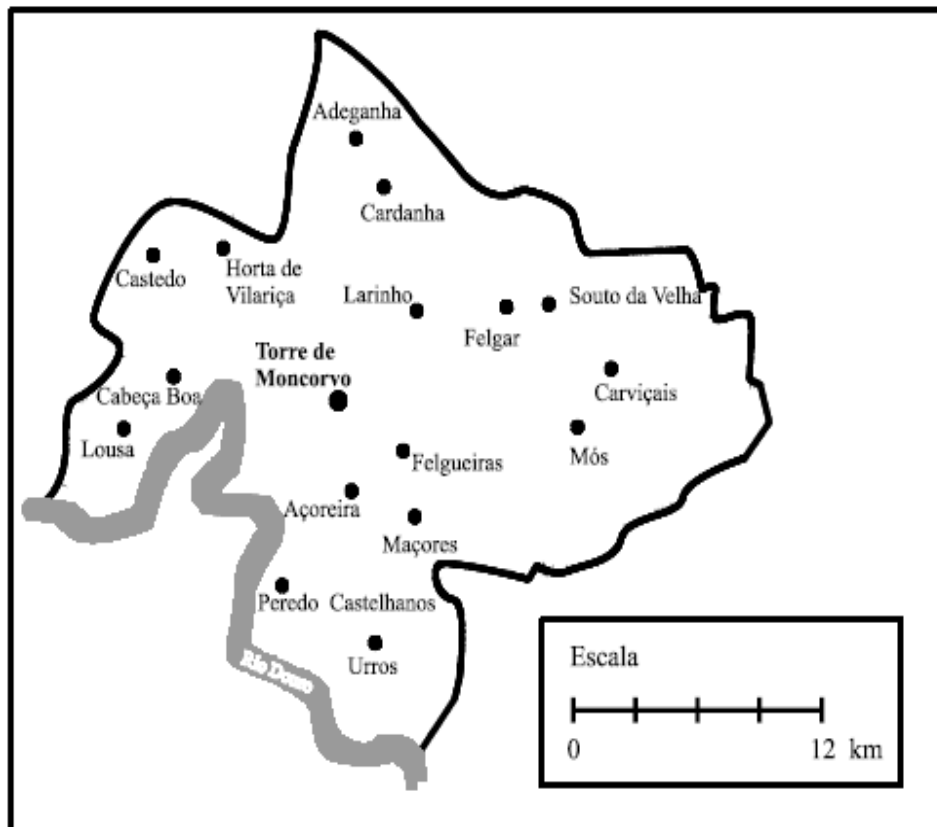 Adeganha
Cardanha
Castedo
Horta de
Vilariça
Larinho
Souto da Velha
Felgar
Torre de
Moncorvo
Carviçais
Cabeça Boa
Lousa
Mós
Felgueiras
Açoreira
Maçores
Peredo
Castelhanos
Urros
Rio Douro
Escala
0
12 km